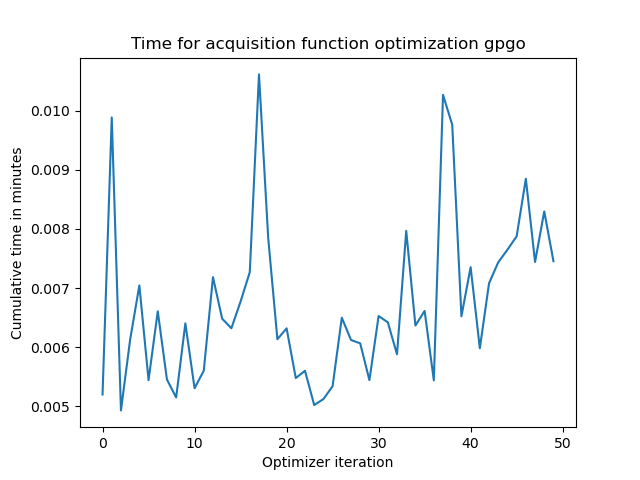 Time for acquisition function optimization gpgo
Cumulative time in minutes
0.010
0.009
0.008
0.007
0.006
0.005
0 10 20 30 40 50
Optimizer iteration